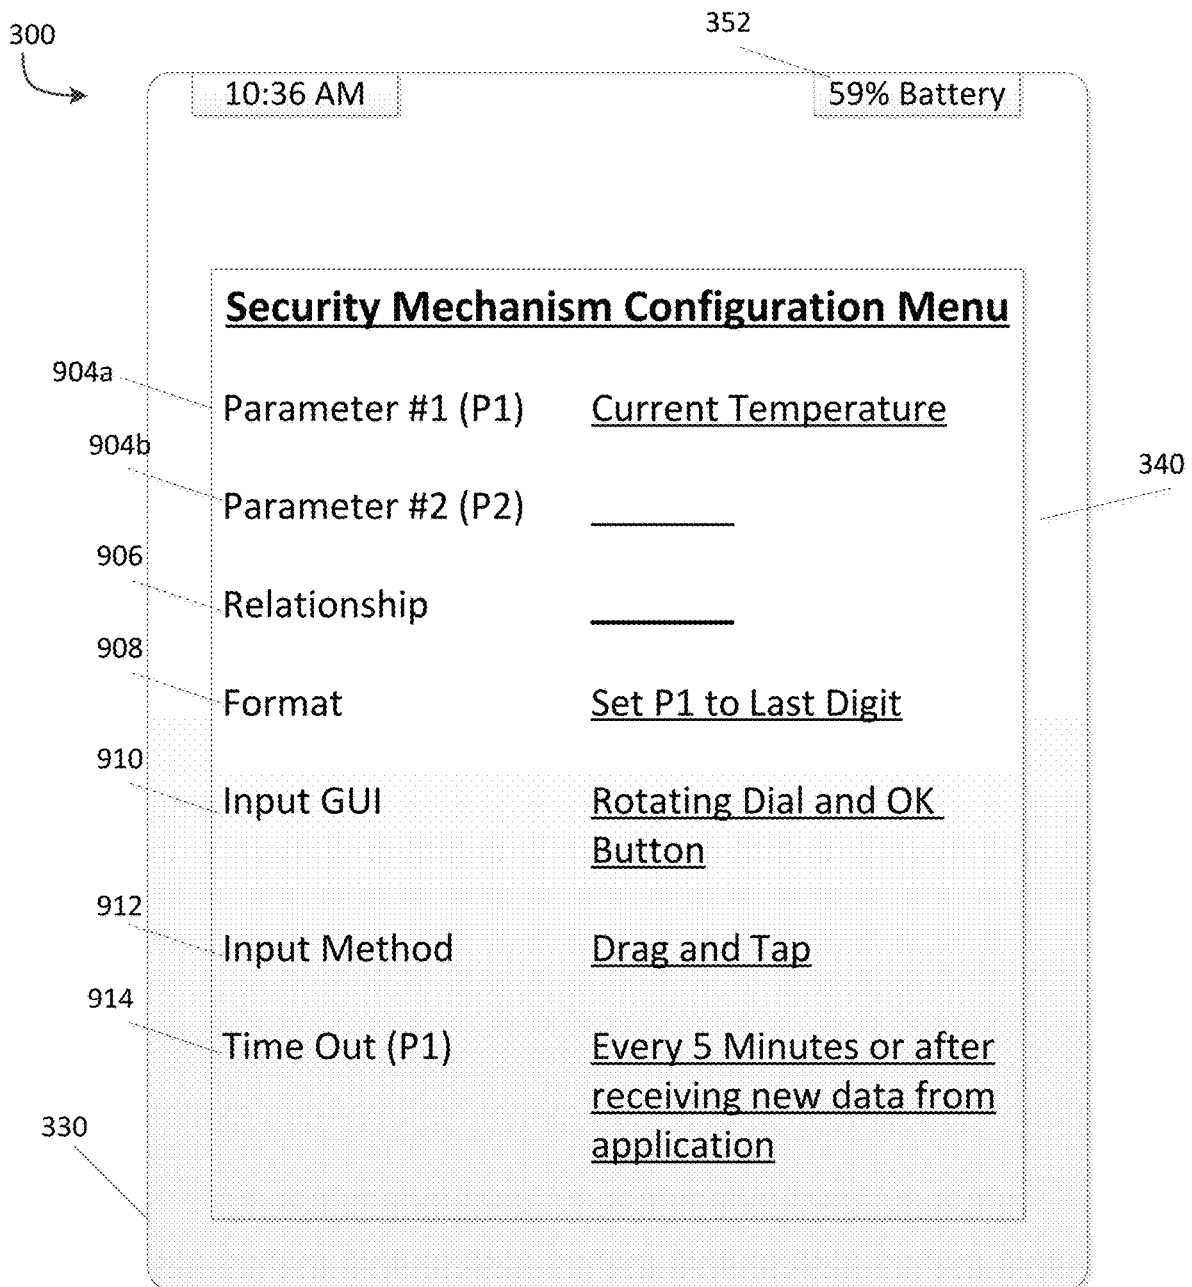 352
300
10:36 AM 59% Battery
Security Mechanism Configuration Menu
904a
Parameter #1 (P1) Current Temperature
904b
340
Parameter #2 (P2)
906
Relationship
908
Format Set P1 to Last Digit
910
Input GUI Rotating Dial and OK
Button
912
Input Method Drag and Tap
914
Time Out (P1) Every 5 Minutes or after
receiving new data from
330
application